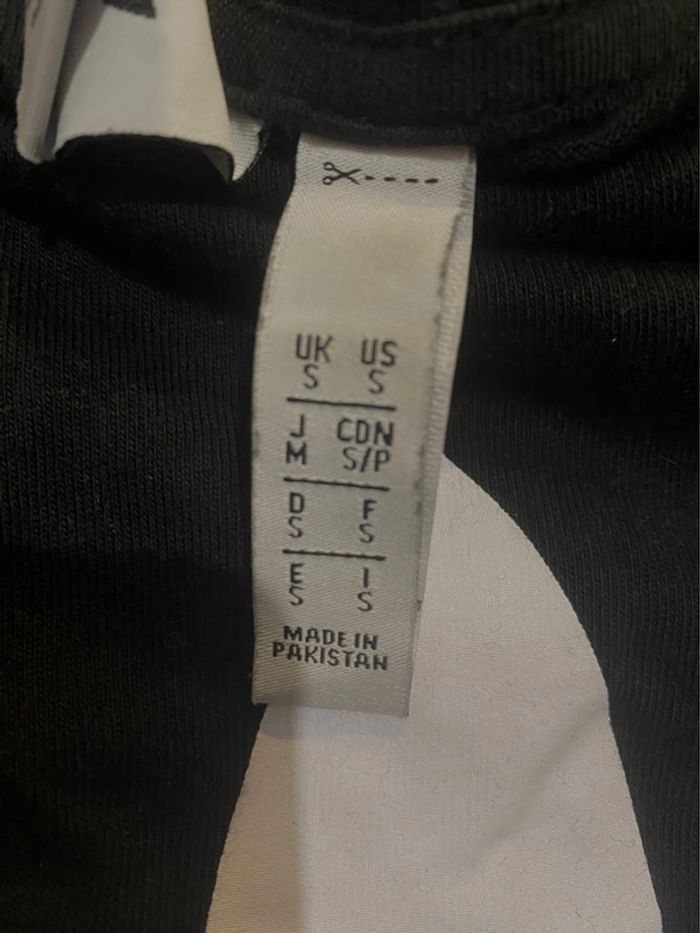 UK US
S S
J CDN
M S/P
D F
S S
E I
S S
MADE IN
PAKISTAN